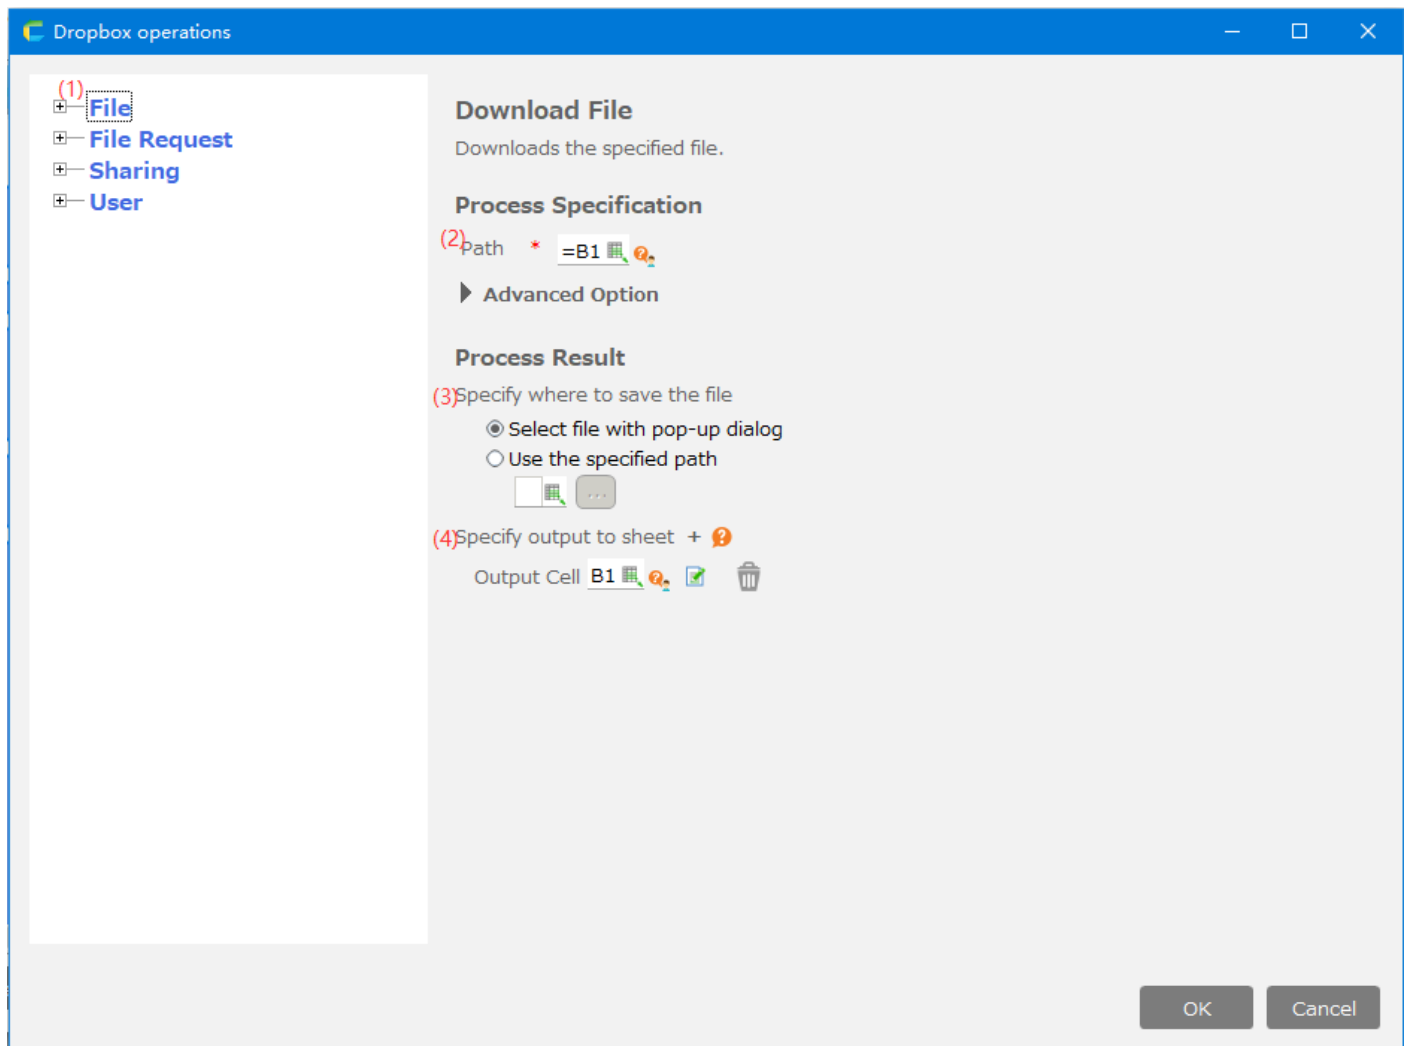 Dropbox operations
(1)
File
File Request
Sharing
User
Download File
Downloads the specified file.
Process Specification
(2) Path * =B1
Advanced Option
Process Result
(3) Specify where to save the file
Select file with pop-up dialog
Use the specified path
...
(4) Specify output to sheet + ?
Output Cell B1
OK Cancel